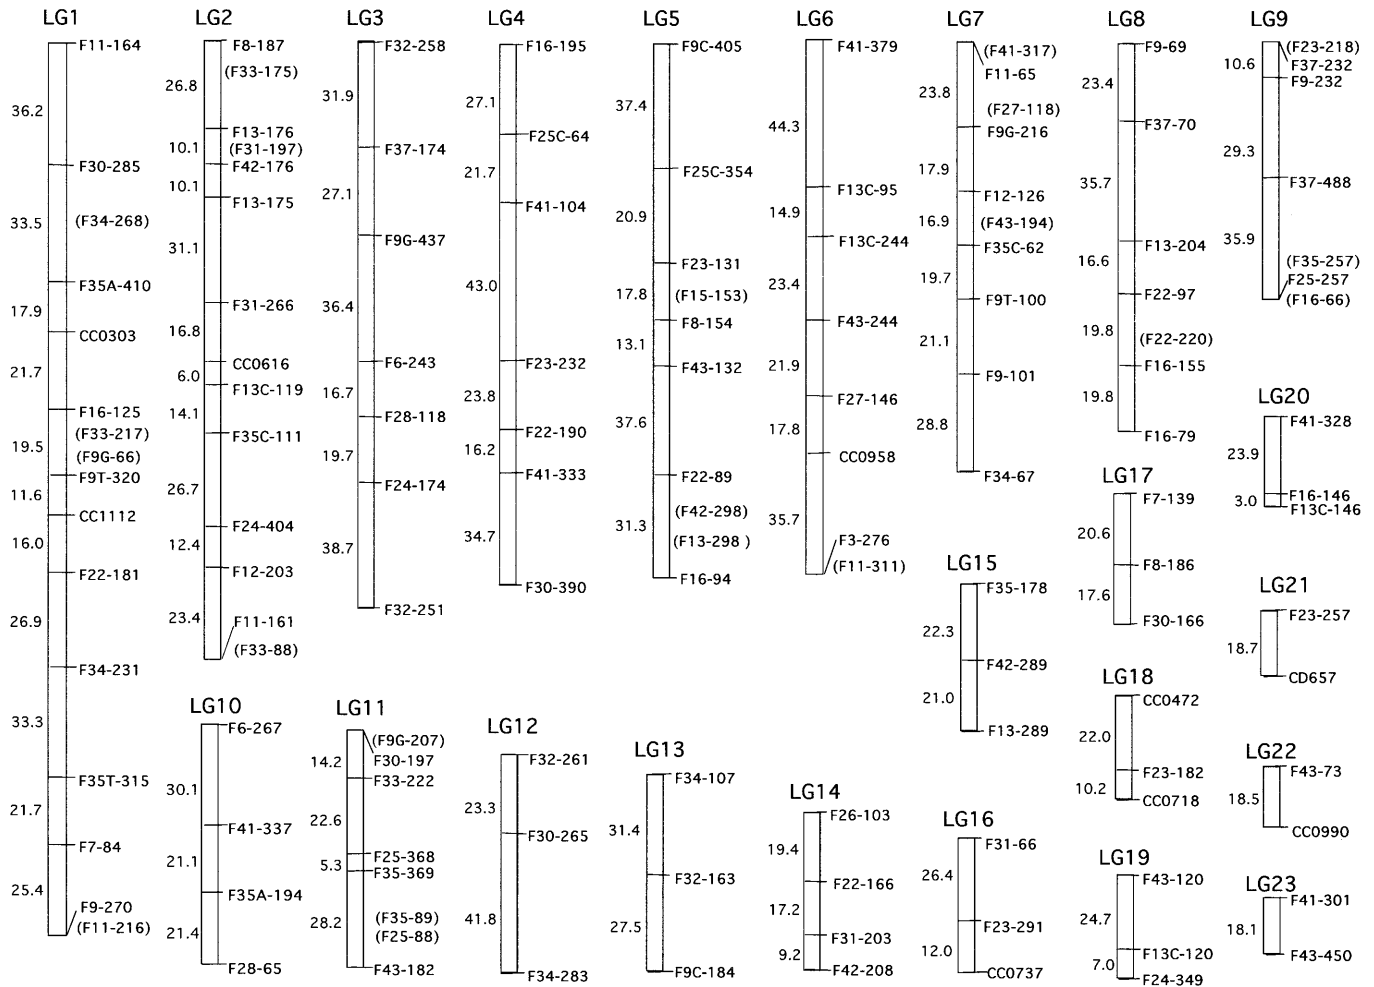 LG1
36.2
33.5
17.9
21.7
19.5
11.6
16.0
26.9
33.3
21.7
25.4
F11-164
F30-285
(F34-268)
F35A-410
CC0303
F16-125
(F33-217)
(F9G-66)
F9T-320
CC1112
F22-181
F34-231
F35T-315
F7-84
F9-270
(F11-216)
LG2
26.8
10.1
10.1
31.1
16.8
6.0
14.1
26.7
12.4
23.4
F8-187
(F33-175)
F13-176
(F31-197)
F42-176
F13-175
F31-266
CC0616
F13C-119
F35C-111
F24-404
F12-203
F11-161
(F33-88)
LG3
31.9
27.1
36.4
16.7
19.7
38.7
F32-258
F37-174
F9G-437
F6-243
F28-118
F24-174
F32-251
LG4
27.1
21.7
43.0
23.8
16.2
34.7
F16-195
F25C-64
F41-104
F23-232
F22-190
F41-333
F30-390
LG5
37.4
20.9
17.8
13.1
37.6
31.3
F9C-405
F25C-354
F23-131
(F15-153)
F8-154
F43-132
F22-89
(F42-298)
(F13-298 )
F16-94
LG6
44.3
14.9
23.4
21.9
17.8
35.7
F41-379
F13C-95
F13C-244
F43-244
F27-146
CC0958
F3-276
(F11-311)
LG7
23.8
17.9
16.9
19.7
21.1
28.8
(F41-317)
F11-65
(F27-118)
F9G-216
F12-126
(F43-194)
F35C-62
F9T-100
F9-101
F34-67
LG8
23.4
35.7
16.6
19.8
19.8
F9-69
F37-70
F13-204
F22-97
(F22-220)
F16-155
F16-79
LG9
10.6
29.3
35.9
(F23-218)
F37-232
F9-232
F37-488
(F35-257)
F25-257
(F16-66)
LG10
30.1
21.1
21.4
F6-267
F41-337
F35A-194
F28-65
LG11
14.2
22.6
5.3
28.2
(F9G-207)
F30-197
F33-222
F25-368
F35-369
(F35-89)
(F25-88)
F43-182
LG12
23.3
41.8
F32-261
F30-265
F34-283
LG13
31.4
27.5
F34-107
F32-163
F9C-184
LG14
19.4
17.2
9.2
F26-103
F22-166
F31-203
F42-208
LG15
22.3
21.0
F35-178
F42-289
F13-289
LG16
26.4
12.0
F31-66
F23-291
CC0737
LG17
20.6
17.6
F7-139
F8-186
F30-166
LG18
22.0
10.2
CC0472
F23-182
CC0718
LG19
24.7
7.0
F43-120
F13C-120
F24-349
LG20
23.9
3.0
F41-328
F16-146
F13C-146
LG21
18.7
F23-257
CD657
LG22
18.5
F43-73
CC0990
LG23
18.1
F41-301
F43-450